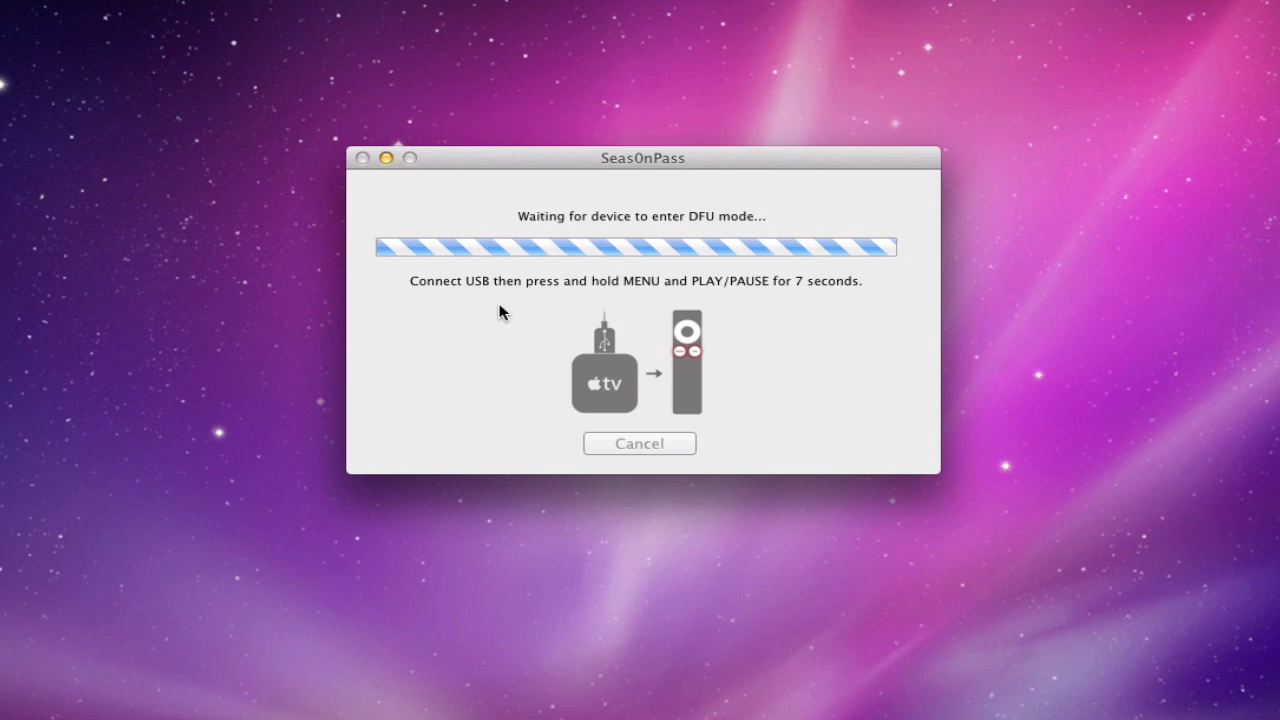 Seas0nPass
Waiting for device to enter DFU mode...
Connect USB then press and hold MENU and PLAY/PAUSE for 7 seconds.
tv
Cancel